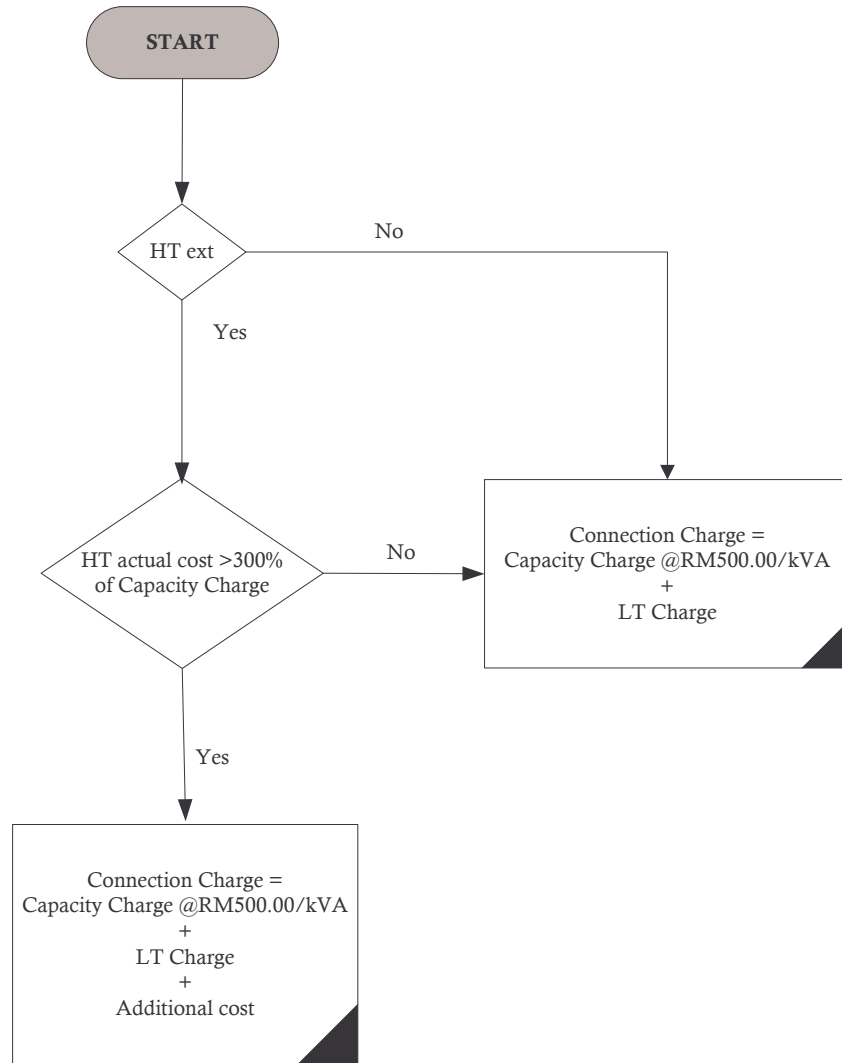 START
HT ext
No
Yes
HT actual cost >300%
of Capacity Charge
No
Connection Charge =
Capacity Charge @RM500.00/kVA
+
LT Charge
Yes
Connection Charge =
Capacity Charge @RM500.00/kVA
+
LT Charge
+
Additional cost